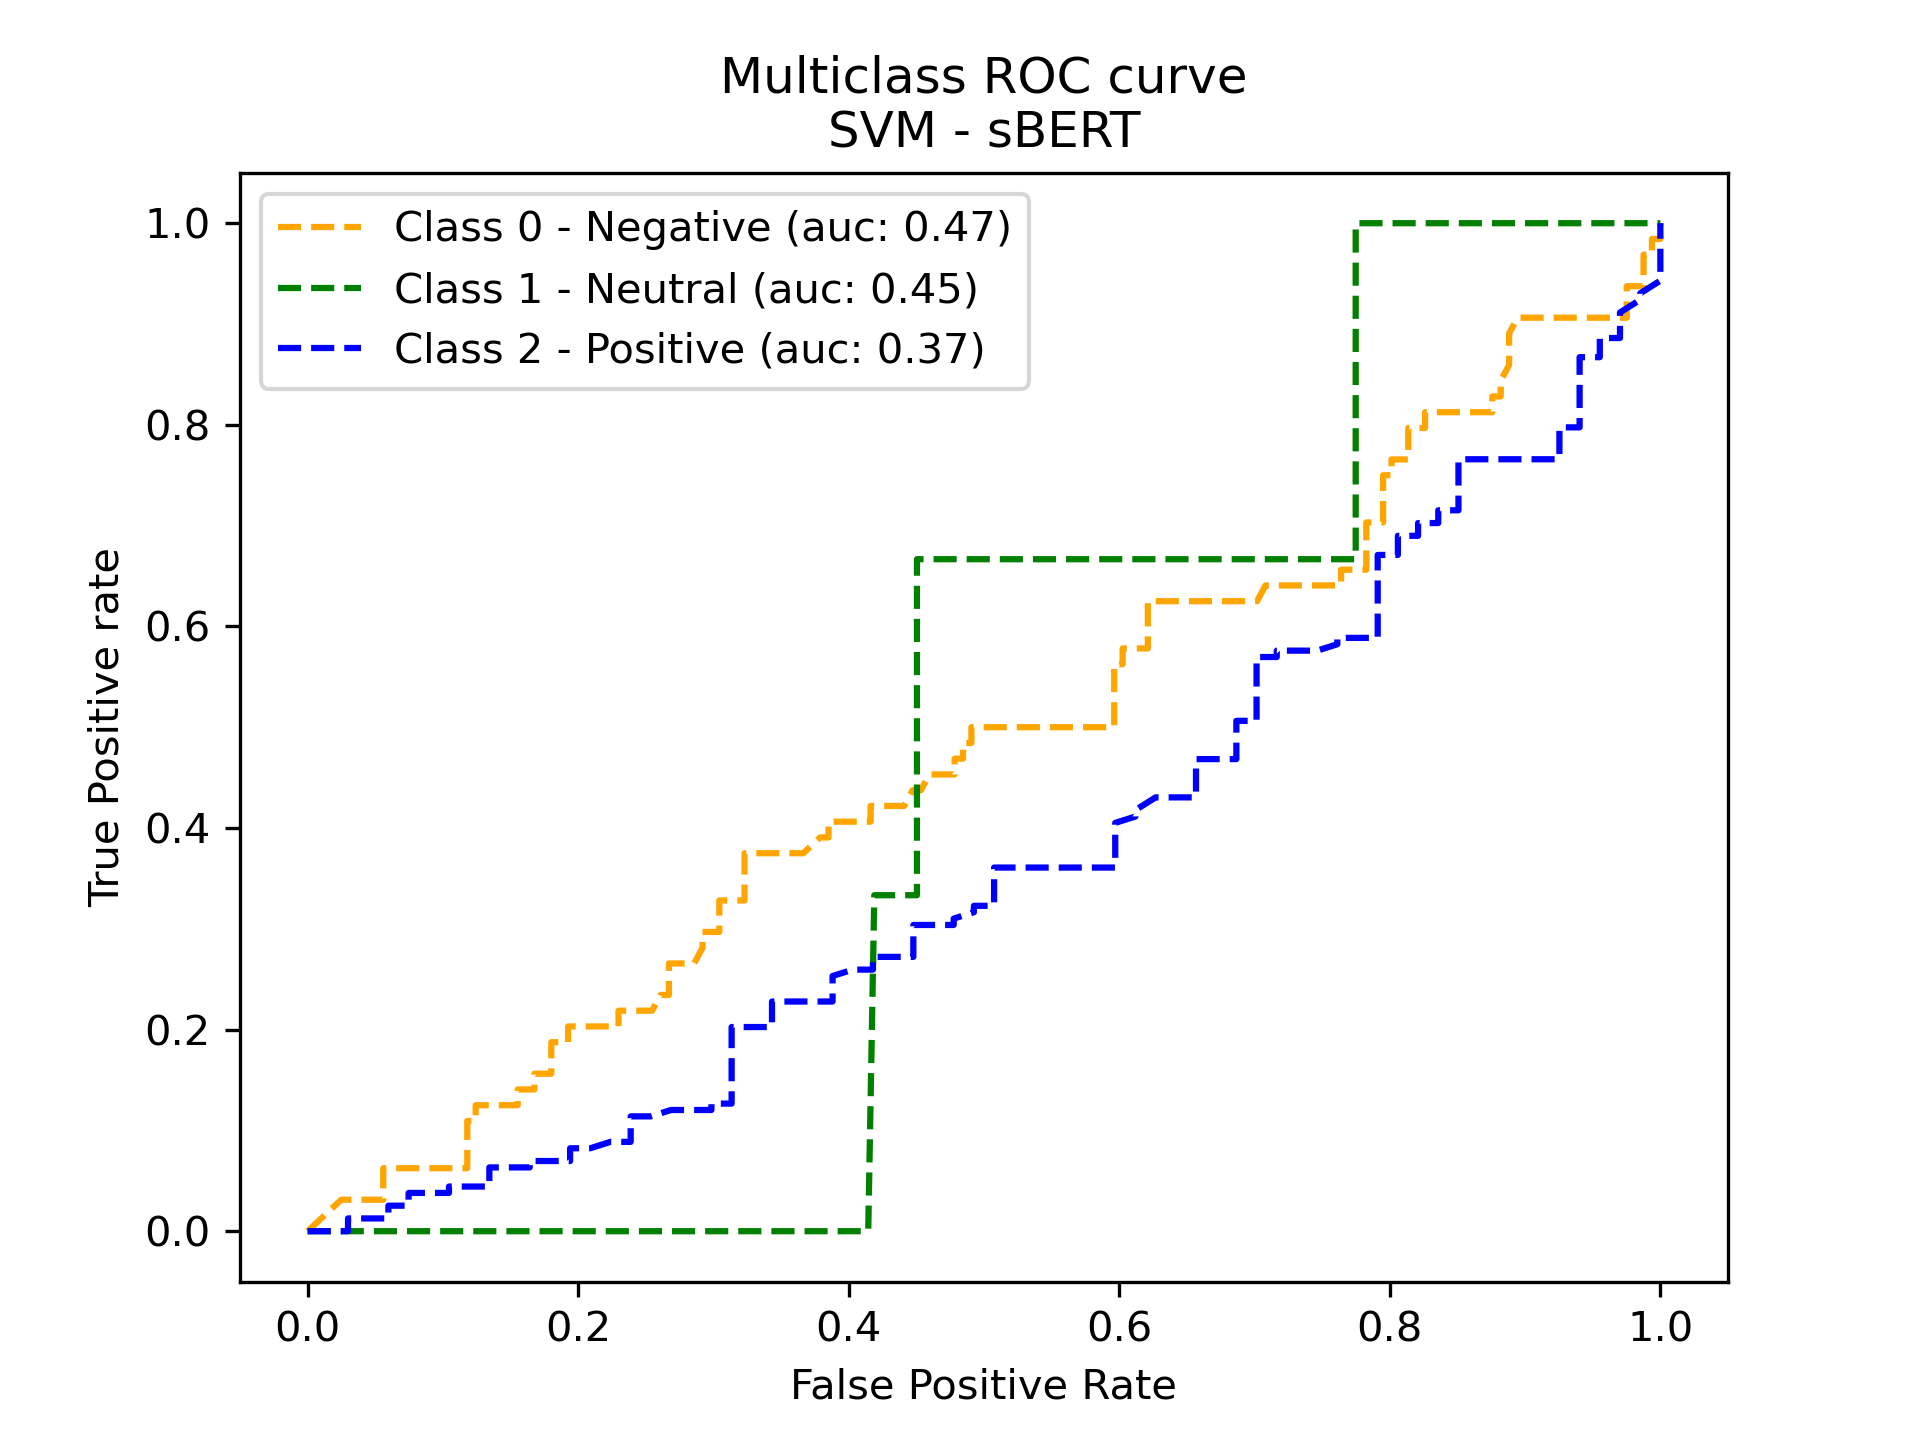 Multiclass ROC curve
SVM - sBERT
Class 0 - Negative (auc: 0.47)
Class 1 - Neutral (auc: 0.45)
Class 2 - Positive (auc: 0.37)
True Positive rate
1.0
0.8
0.6
0.4
0.2
0.0
0.0 0.2 0.4 0.6 0.8 1.0
False Positive Rate